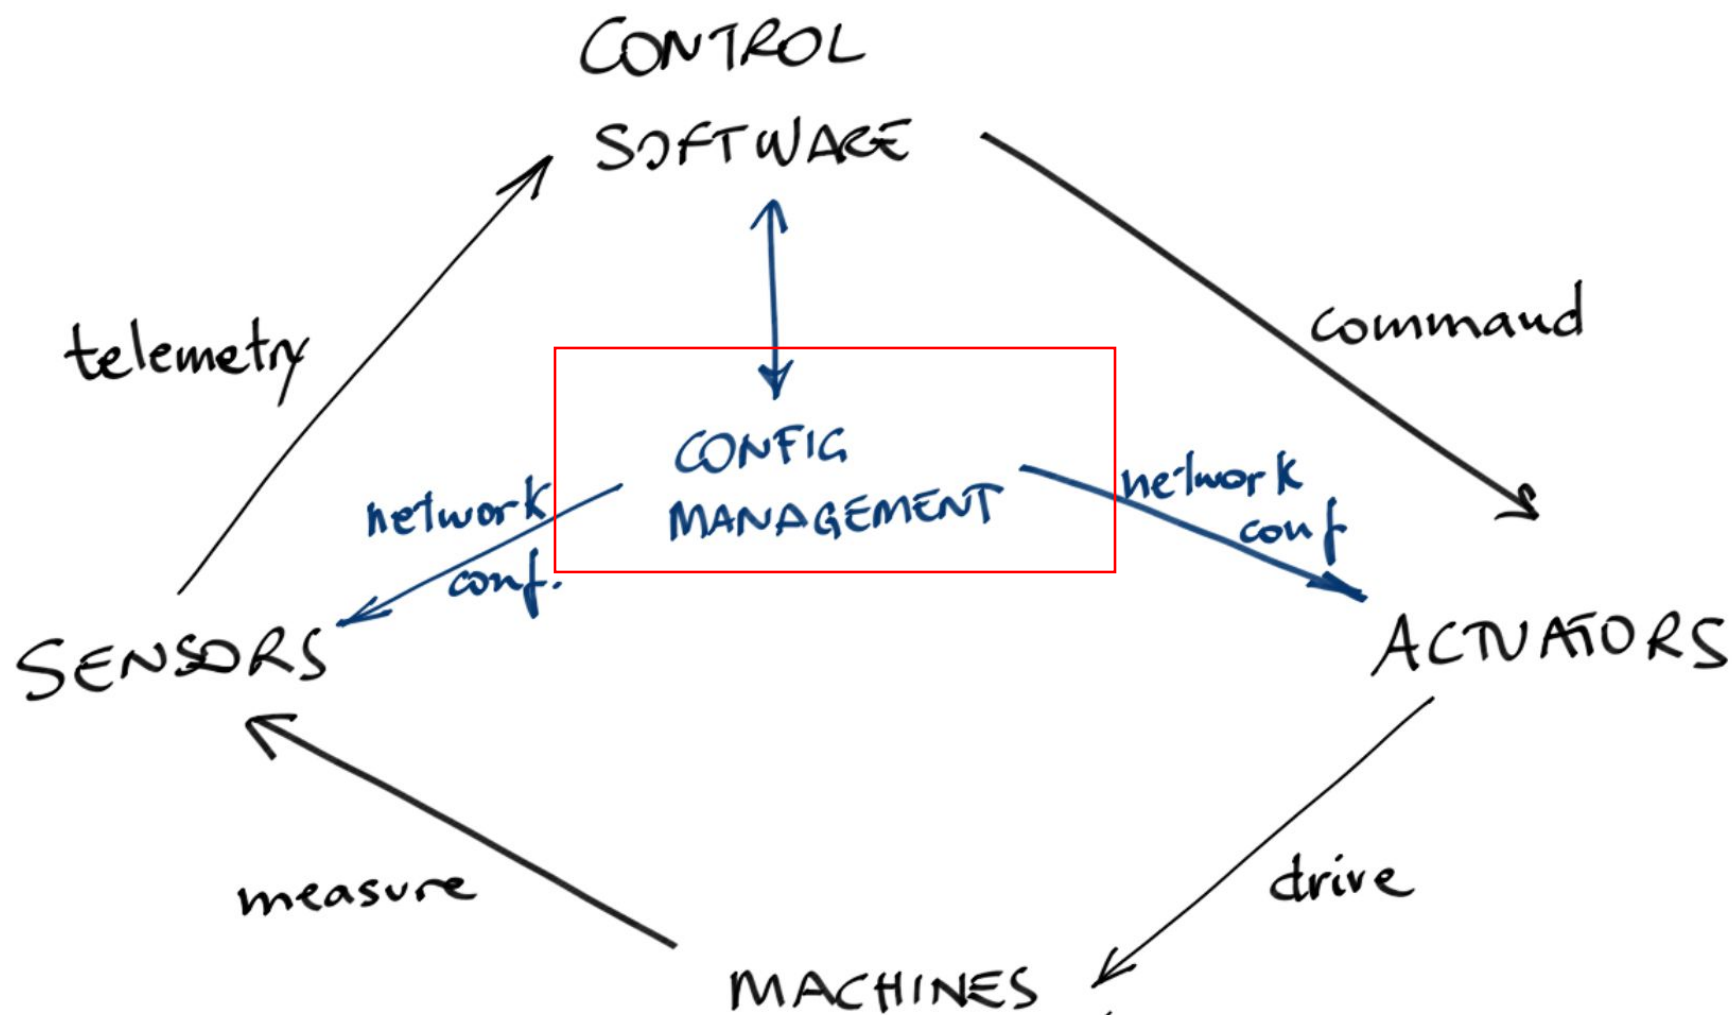 CONTROL
SOFTWARE
telemetry
command
CONFIG
MANAGEMENT
network
conf.
network
conf
SENSORS
ACTUATORS
measure
drive
MACHINES